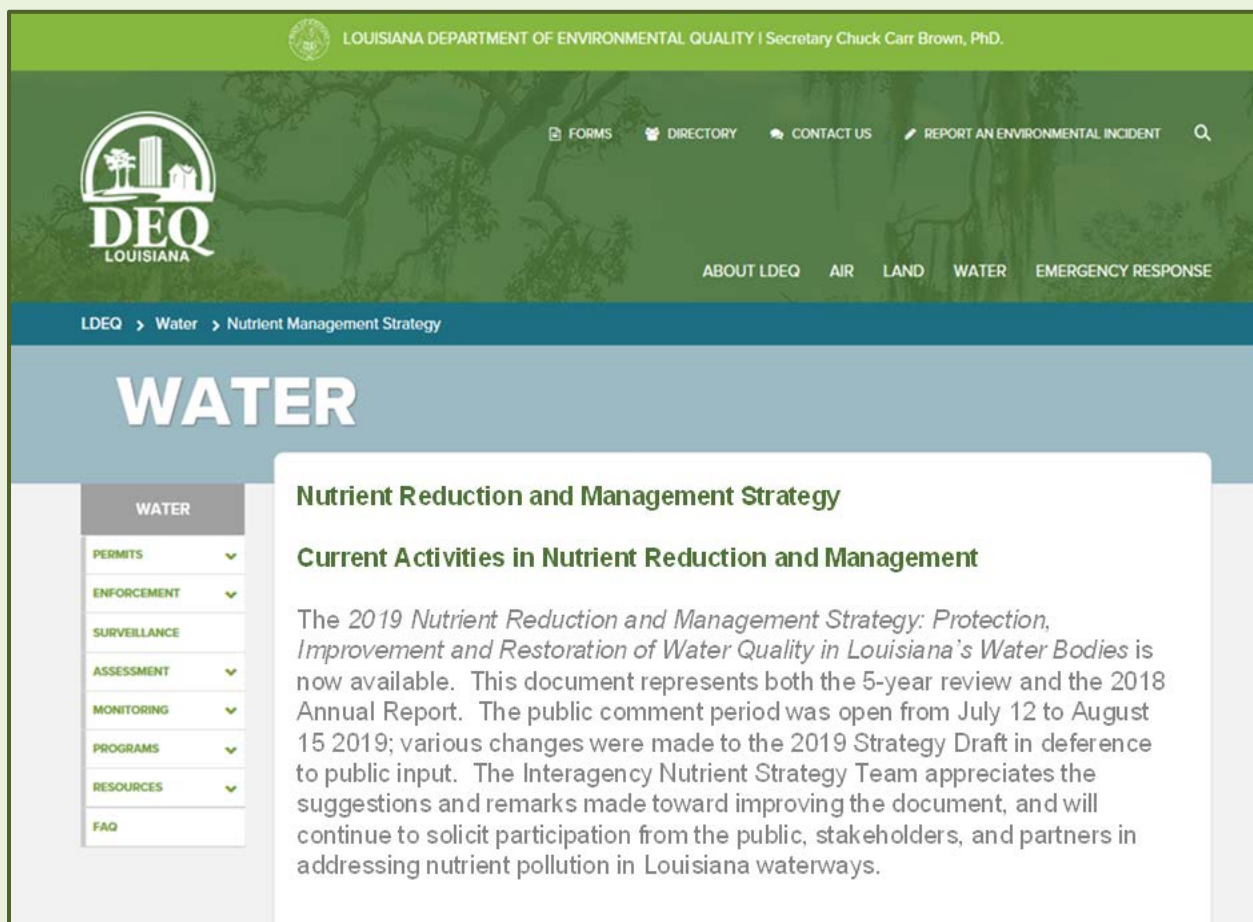 LOUISIANA DEPARTMENT OF ENVIRONMENTAL QUALITY | Secretary Chuck Carr Brown, PhD.
FORMS DIRECTORY CONTACT US REPORT AN ENVIRONMENTAL INCIDENT
DEQ
LOUISIANA
ABOUT LDEQ AIR LAND WATER EMERGENCY RESPONSE
LDEQ > Water > Nutrient Management Strategy
WATER
WATER
PERMITS
ENFORCEMENT
SURVEILLANCE
ASSESSMENT
MONITORING
PROGRAMS
RESOURCES
FAQ
Nutrient Reduction and Management Strategy
Current Activities in Nutrient Reduction and Management
The 2019 Nutrient Reduction and Management Strategy: Protection,
Improvement and Restoration of Water Quality in Louisiana's Water Bodies is
now available. This document represents both the 5-year review and the 2018
Annual Report. The public comment period was open from July 12 to August
15 2019; various changes were made to the 2019 Strategy Draft in deference
to public input. The Interagency Nutrient Strategy Team appreciates the
suggestions and remarks made toward improving the document, and will
continue to solicit participation from the public, stakeholders, and partners in
addressing nutrient pollution in Louisiana waterways.